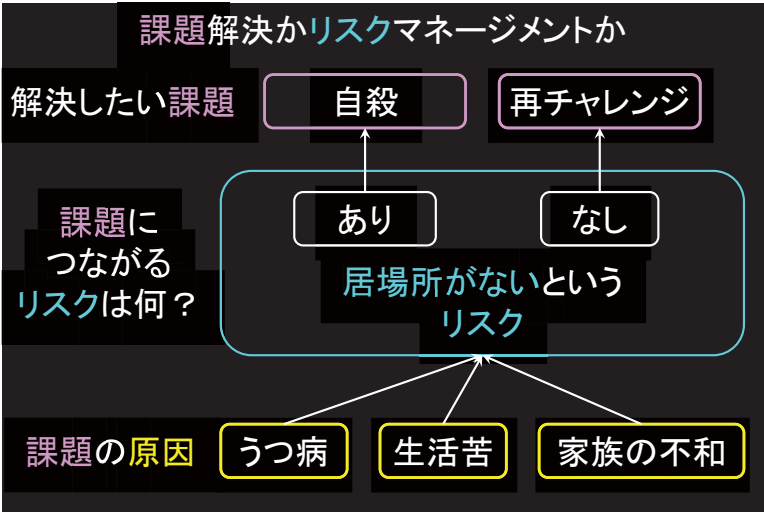 課題解決かリスクマネージメントか
解決したい課題
自殺
再チャレンジ
課題に
つながる
リスクは何？
あり
なし
居場所がないという
リスク
課題の原因
うつ病
生活苦
家族の不和